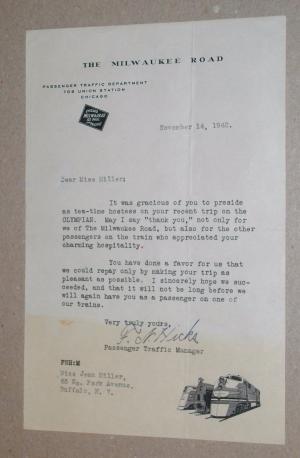 THE MILWAUKEE ROAD
PASSENGER TRAFFIC DEPARTMENT
708 UNION STATION
CHICAGO
MILWAUKEE
November 14, 1940.
Dear Miss Miller:
It was gracious of you to preside
as tea-time hostess on your recent trip on the
OLYMPIAN. May I say "thank you," not only for
we of The Milwaukee Road, but also for the other
passengers on the train who appreciated your
charming hospitality.
You have done a favor for us that
we could repay only by making your trip as
pleasant as possible. I sincerely hope we suc-
ceeded, and that it will not be long before we
will again have you as a passenger on one of
our trains.
Very truly yours,
F. N. Hicks
Passenger Traffic Manager
FNH:M
Miss Jean Miller,
65 No. Park Avenue,
Buffalo, N. Y.